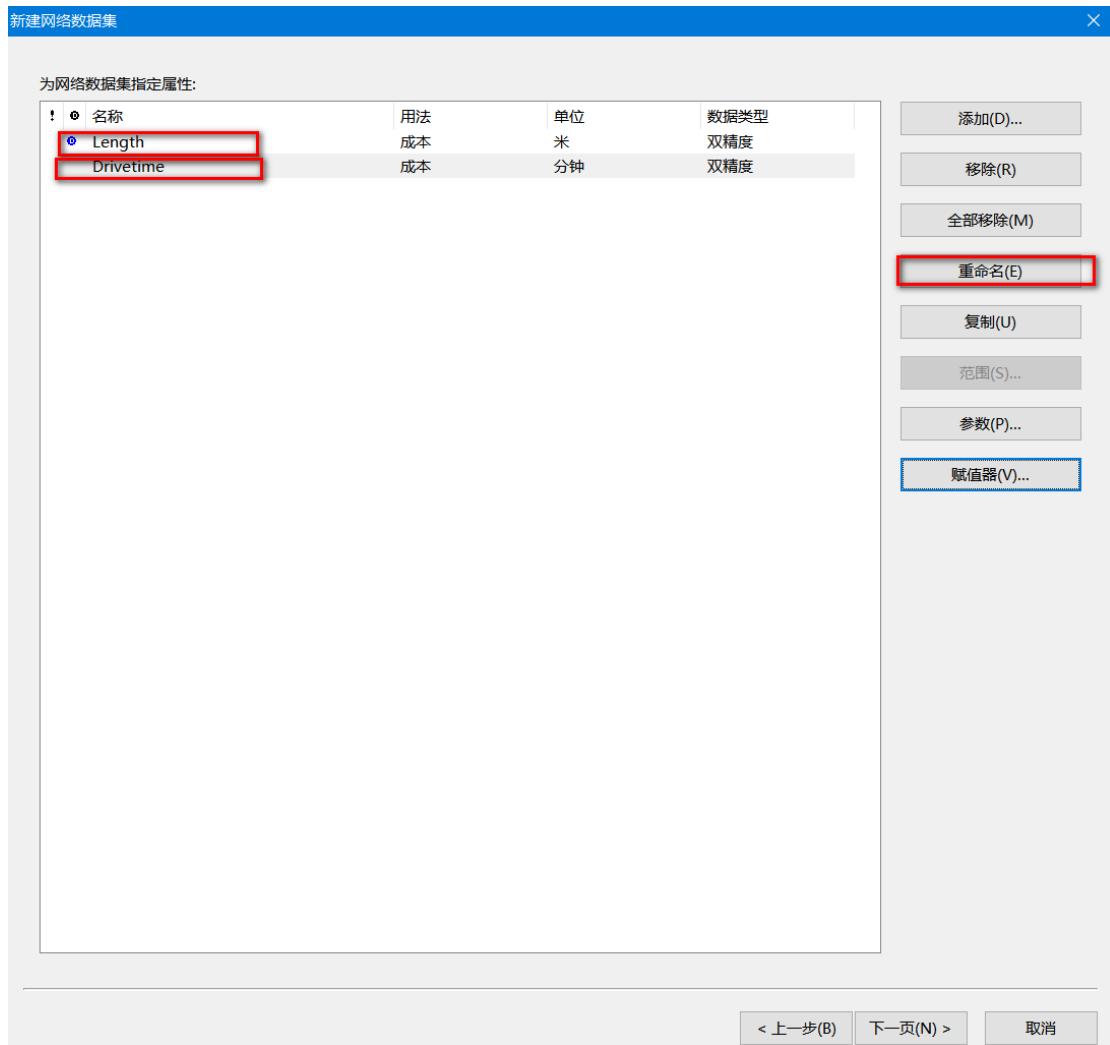 新建网络数据集
为网络数据集指定属性:
! 名称 用法 单位 数据类型
Length 成本 米 双精度
Drivetime 成本 分钟 双精度
添加(D)...
移除(R)
全部移除(M)
重命名(E)
复制(U)
范围(S)...
参数(P)...
赋值器(V)...
< 上一步(B) 下一页(N) > 取消